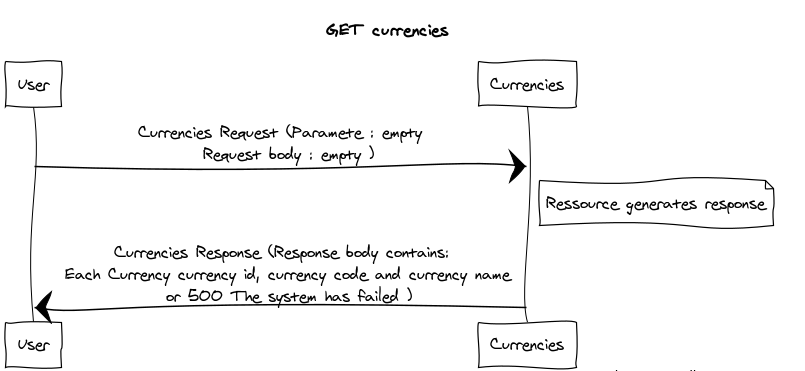 GET currencies
User
Currencies
Currencies Request (Paramete : empty
Request body : empty )
Ressource generates response
Currencies Response (Response body contains:
Each Currency currency id, currency code and currency name
or 500 The system has failed )
User
Currencies